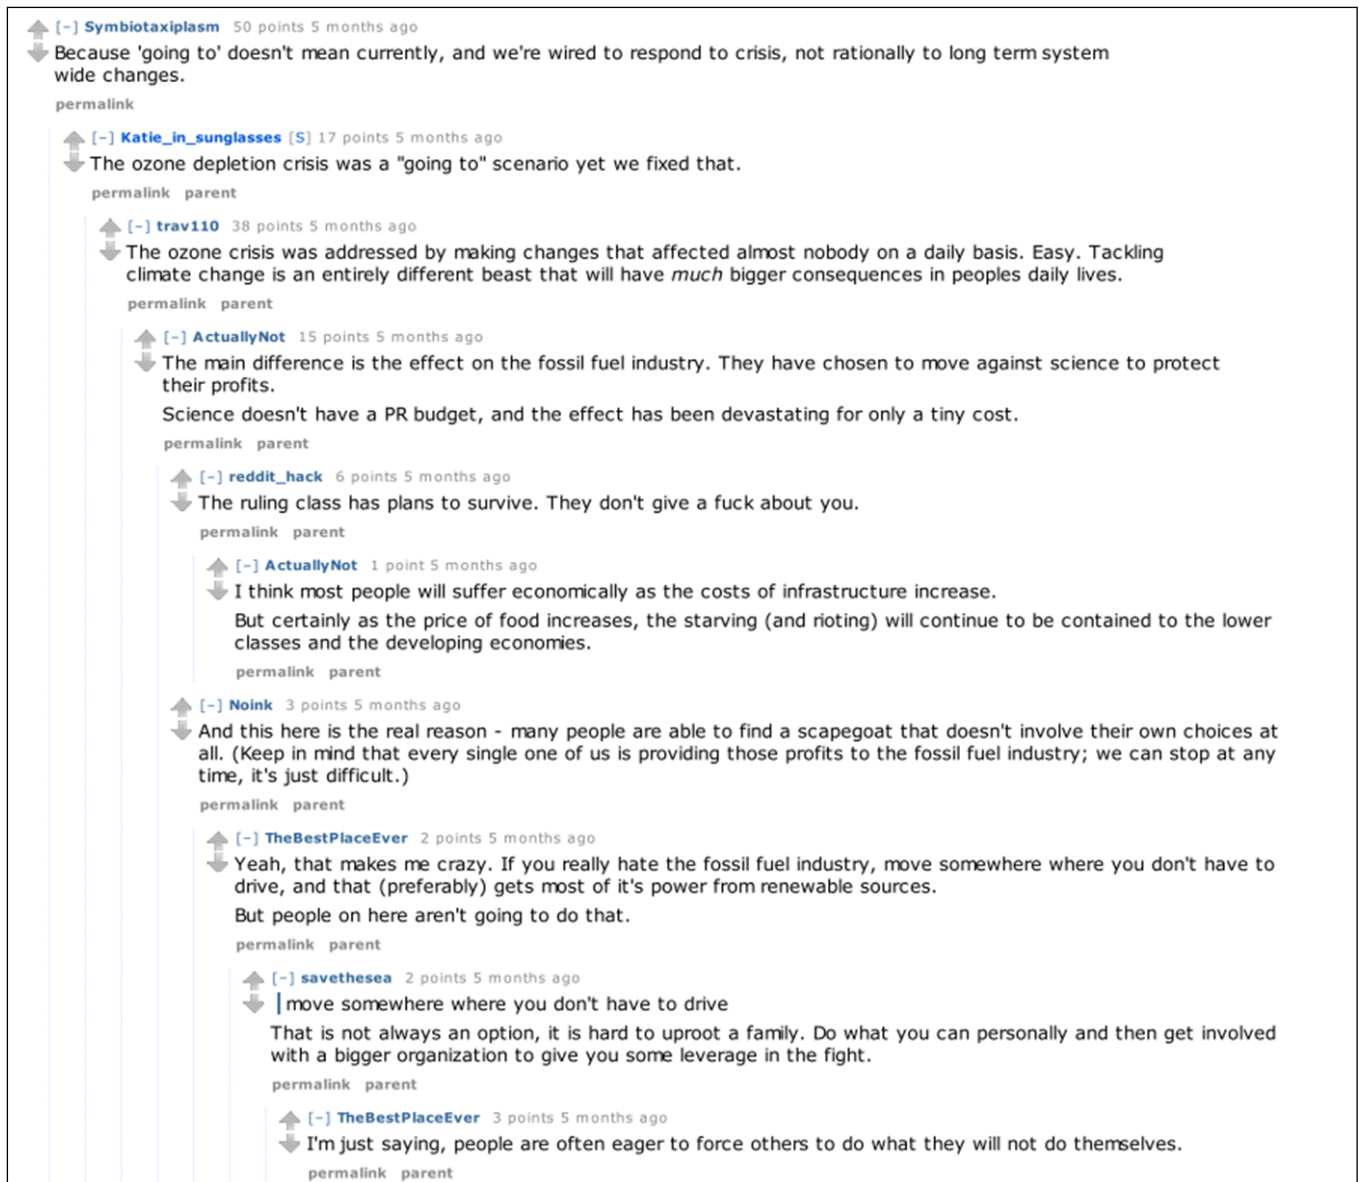 [–] Symbiotaxiplasm 50 points 5 months ago
Because 'going to' doesn't mean currently, and we're wired to respond to crisis, not rationally to long term system
wide changes.
permalink
[–] Katie_in_sunglasses [S] 17 points 5 months ago
The ozone depletion crisis was a "going to" scenario yet we fixed that.
permalink parent
[–] trav110 38 points 5 months ago
The ozone crisis was addressed by making changes that affected almost nobody on a daily basis. Easy. Tackling
climate change is an entirely different beast that will have much bigger consequences in peoples daily lives.
permalink parent
[–] ActuallyNot 15 points 5 months ago
The main difference is the effect on the fossil fuel industry. They have chosen to move against science to protect
their profits.
Science doesn't have a PR budget, and the effect has been devastating for only a tiny cost.
permalink parent
[–] reddit_hack 6 points 5 months ago
The ruling class has plans to survive. They don't give a fuck about you.
permalink parent
[–] ActuallyNot 1 point 5 months ago
I think most people will suffer economically as the costs of infrastructure increase.
But certainly as the price of food increases, the starving (and rioting) will continue to be contained to the lower
classes and the developing economies.
permalink parent
[–] Noink 3 points 5 months ago
And this here is the real reason - many people are able to find a scapegoat that doesn't involve their own choices at
all. (Keep in mind that every single one of us is providing those profits to the fossil fuel industry; we can stop at any
time, it's just difficult.)
permalink parent
[–] TheBestPlaceEver 2 points 5 months ago
Yeah, that makes me crazy. If you really hate the fossil fuel industry, move somewhere where you don't have to
drive, and that (preferably) gets most of it's power from renewable sources.
But people on here aren't going to do that.
permalink parent
[–] savethesea 2 points 5 months ago
move somewhere where you don't have to drive
That is not always an option, it is hard to uproot a family. Do what you can personally and then get involved
with a bigger organization to give you some leverage in the fight.
permalink parent
[–] TheBestPlaceEver 3 points 5 months ago
I'm just saying, people are often eager to force others to do what they will not do themselves.
permalink parent